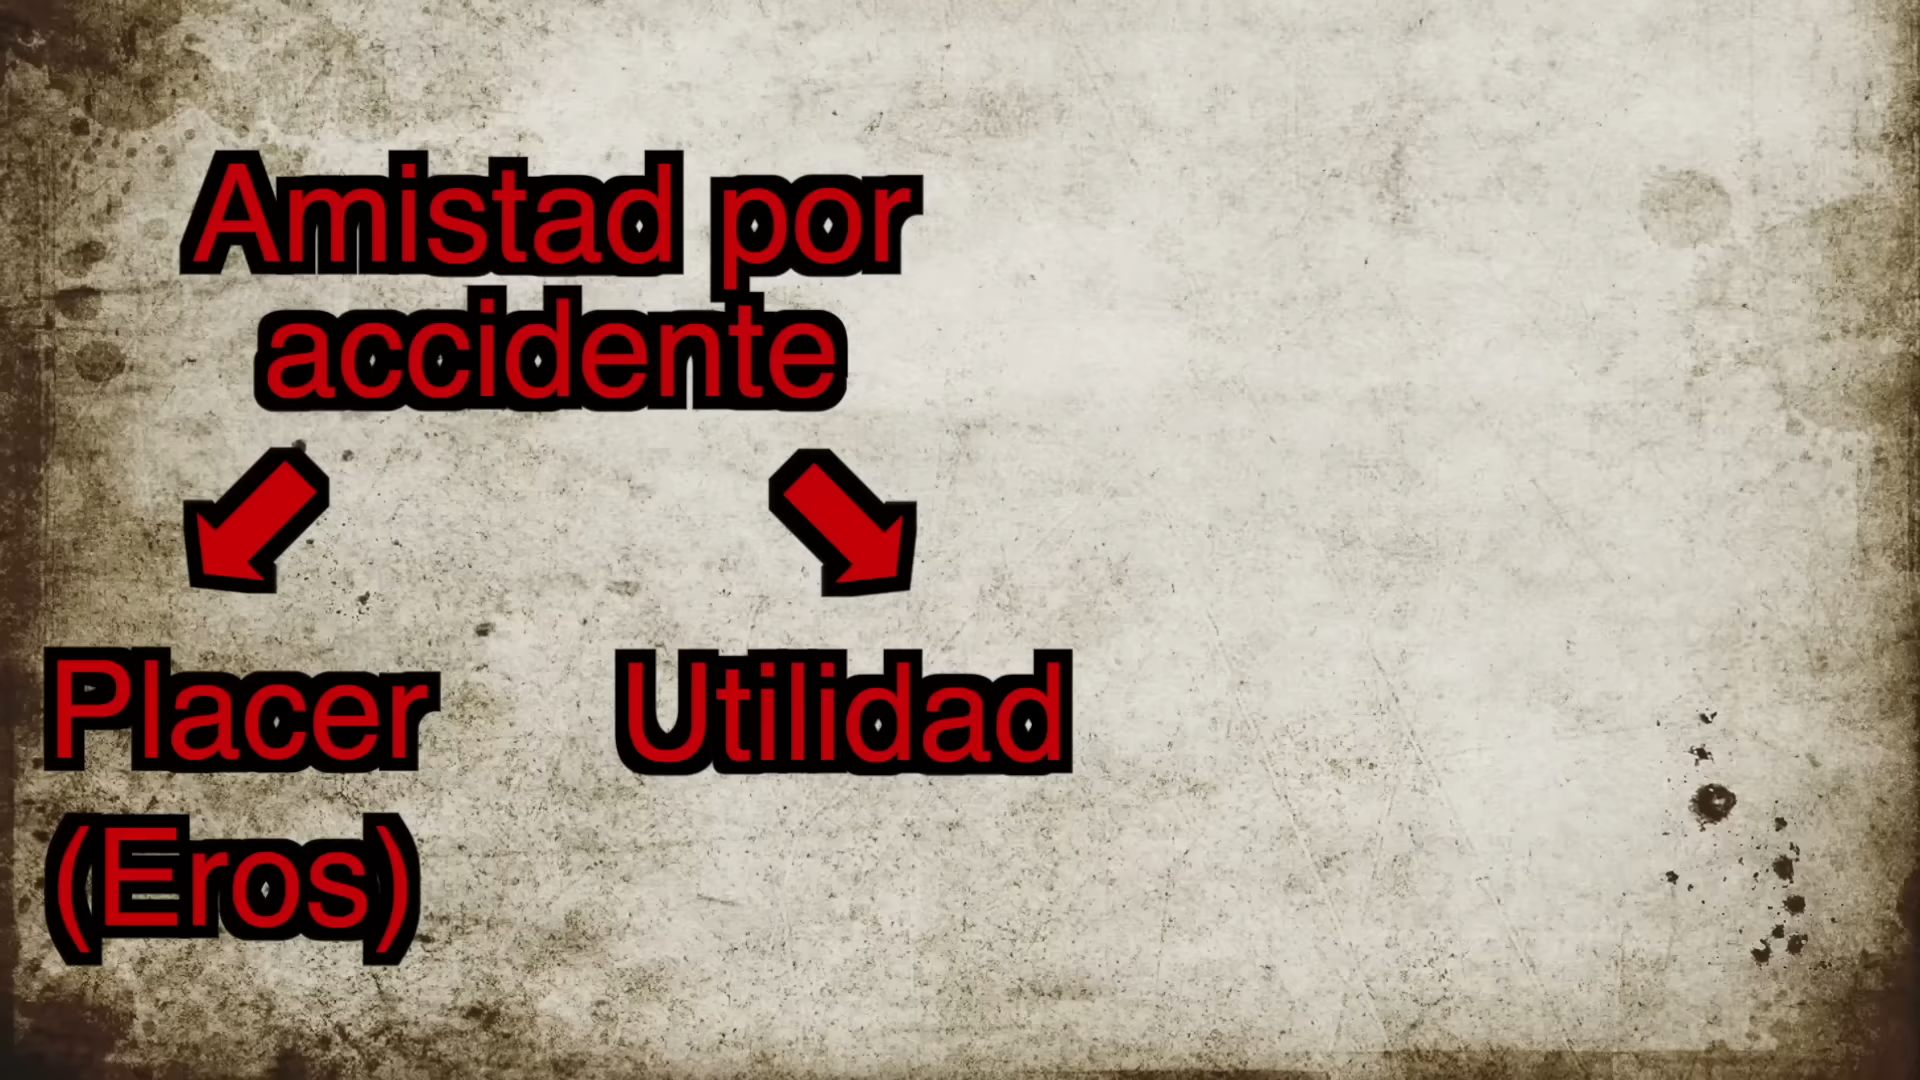 Amistad por
accidente
Placer
(Eros)
Utilidad